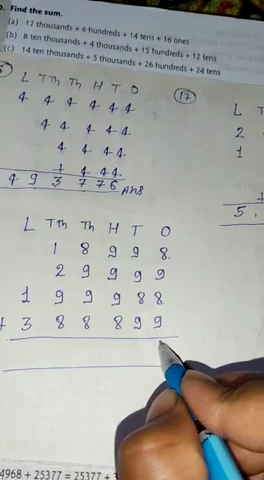 Find the sum.
(a) 12 thousands + 6 hundreds + 14 tens + 16 ones
(b) 8 ten thousands + 4 thousands + 15 hundreds + 12 tens
(c) 14 ten thousands + 5 thousands + 26 hundreds + 24 tens
L T Th Th H T O
4 4 4 4 4 4
4 4 4 4 4
4 4 4 4
+ 4 4 4
4 9 3 7 7 6 Ans
17
L T
2
1
5
L TTh Th H T O
1 8 9 9 8
2 9 9 9 9
1 9 9 9 8 8
+ 3 8 8 8 9 9
4968 + 25377 = 25377 +